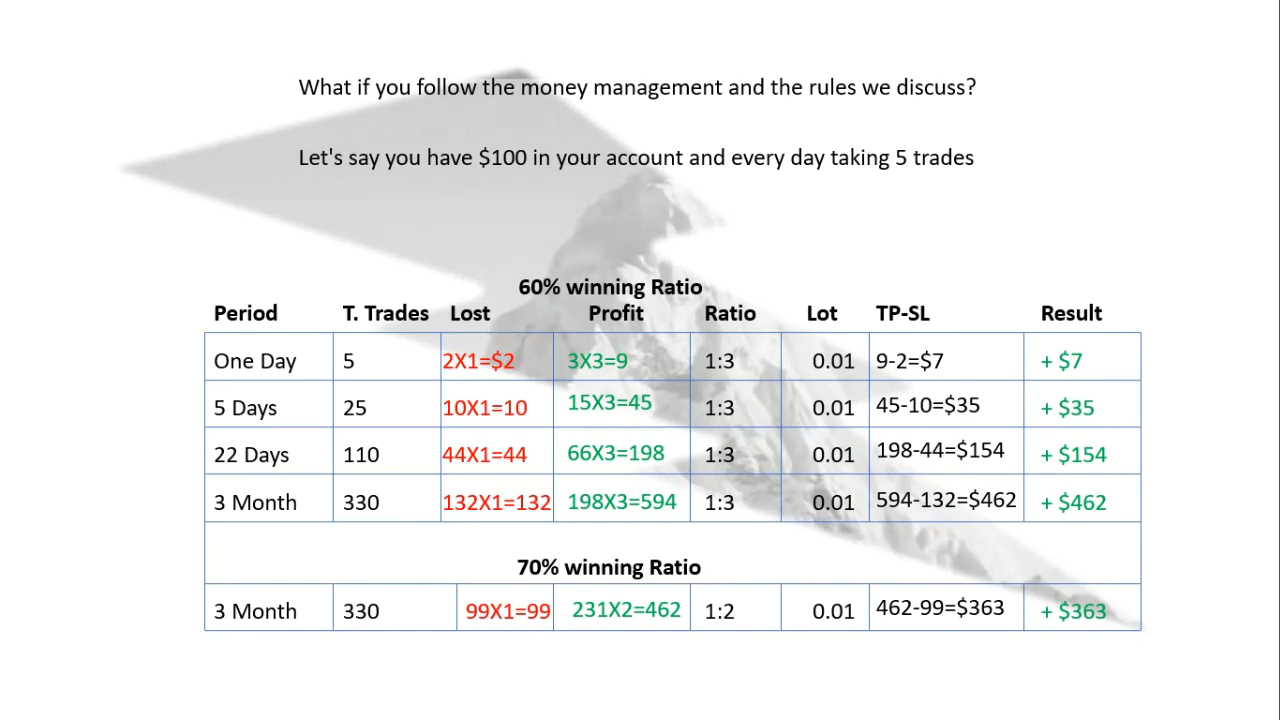 What if you follow the money management and the rules we discuss?
Let's say you have $100 in your account and every day taking 5 trades
60% winning Ratio
Period T. Trades Lost Profit Ratio Lot TP-SL Result
One Day 5 2X1=$2 3X3=9 1:3 0.01 9-2=$7 + $7
5 Days 25 10X1=10 15X3=45 1:3 0.01 45-10=$35 + $35
22 Days 110 44X1=44 66X3=198 1:3 0.01 198-44=$154 + $154
3 Month 330 132X1=132 198X3=594 1:3 0.01 594-132=$462 + $462
70% winning Ratio
3 Month 330 99X1=99 231X2=462 1:2 0.01 462-99=$363 + $363